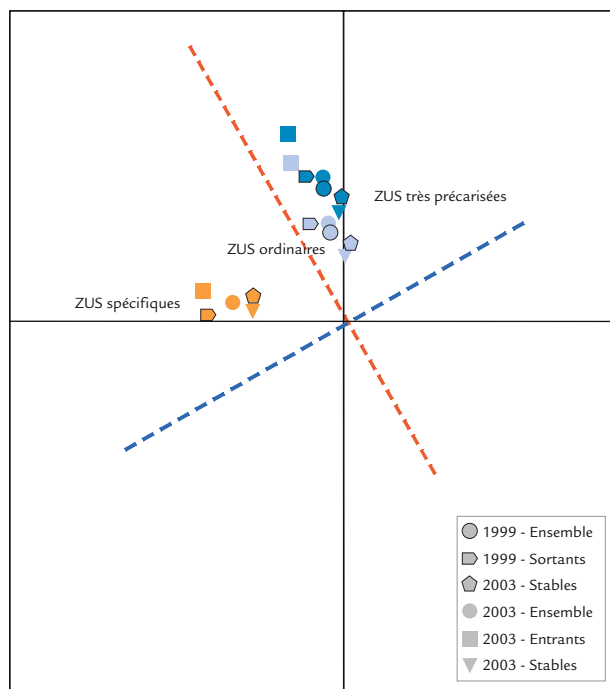 ZUS très précarisées
ZUS ordinaires
ZUS spécifiques
1999 - Ensemble
1999 - Sortants
2003 - Stables
2003 - Ensemble
2003 - Entrants
2003 - Stables